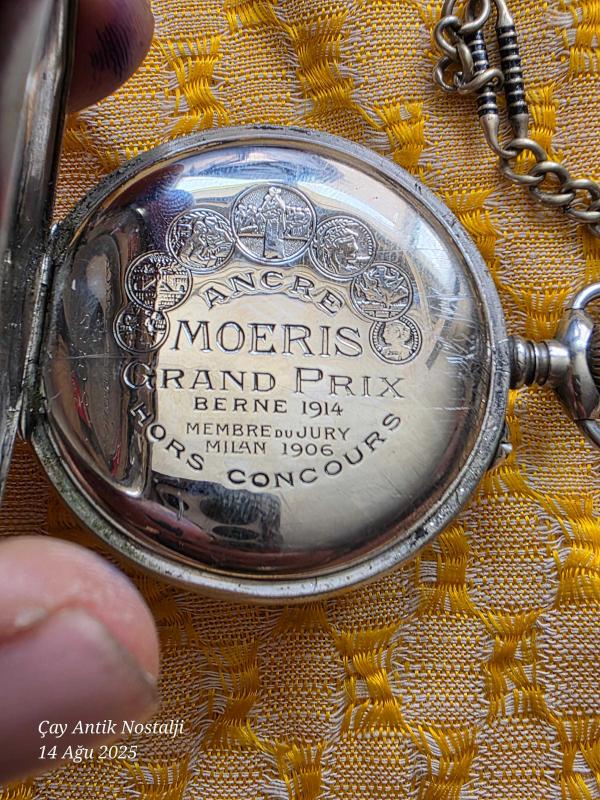 ANCRE
MOERIS
GRAND PRIX
BERNE 1914
MEMBRE DU JURY
MILAN 1906
HORS CONCOURS
Çay Antik Nostalji
14 Ağu 2025